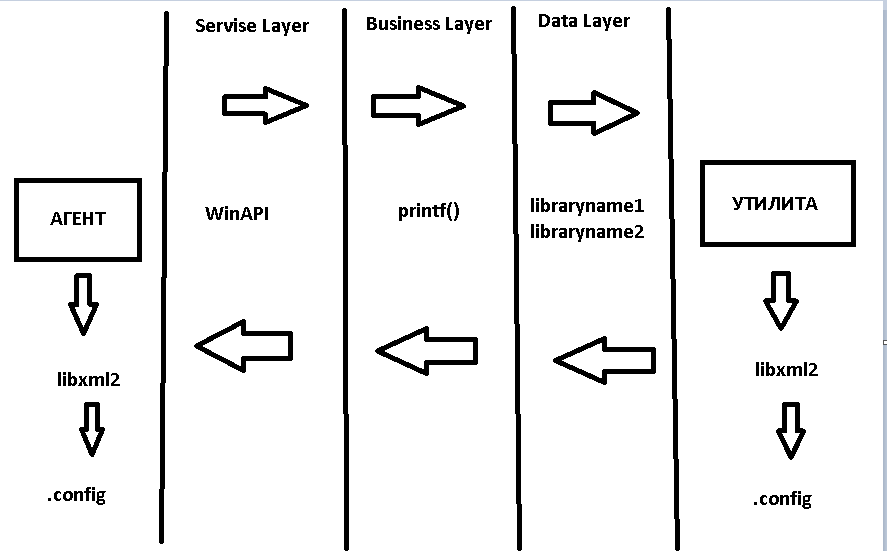 Servise Layer
Business Layer
Data Layer
АГЕНТ
WinAPI
printf()
libraryname1
libraryname2
УТИЛИТА
libxml2
libxml2
.config
.config